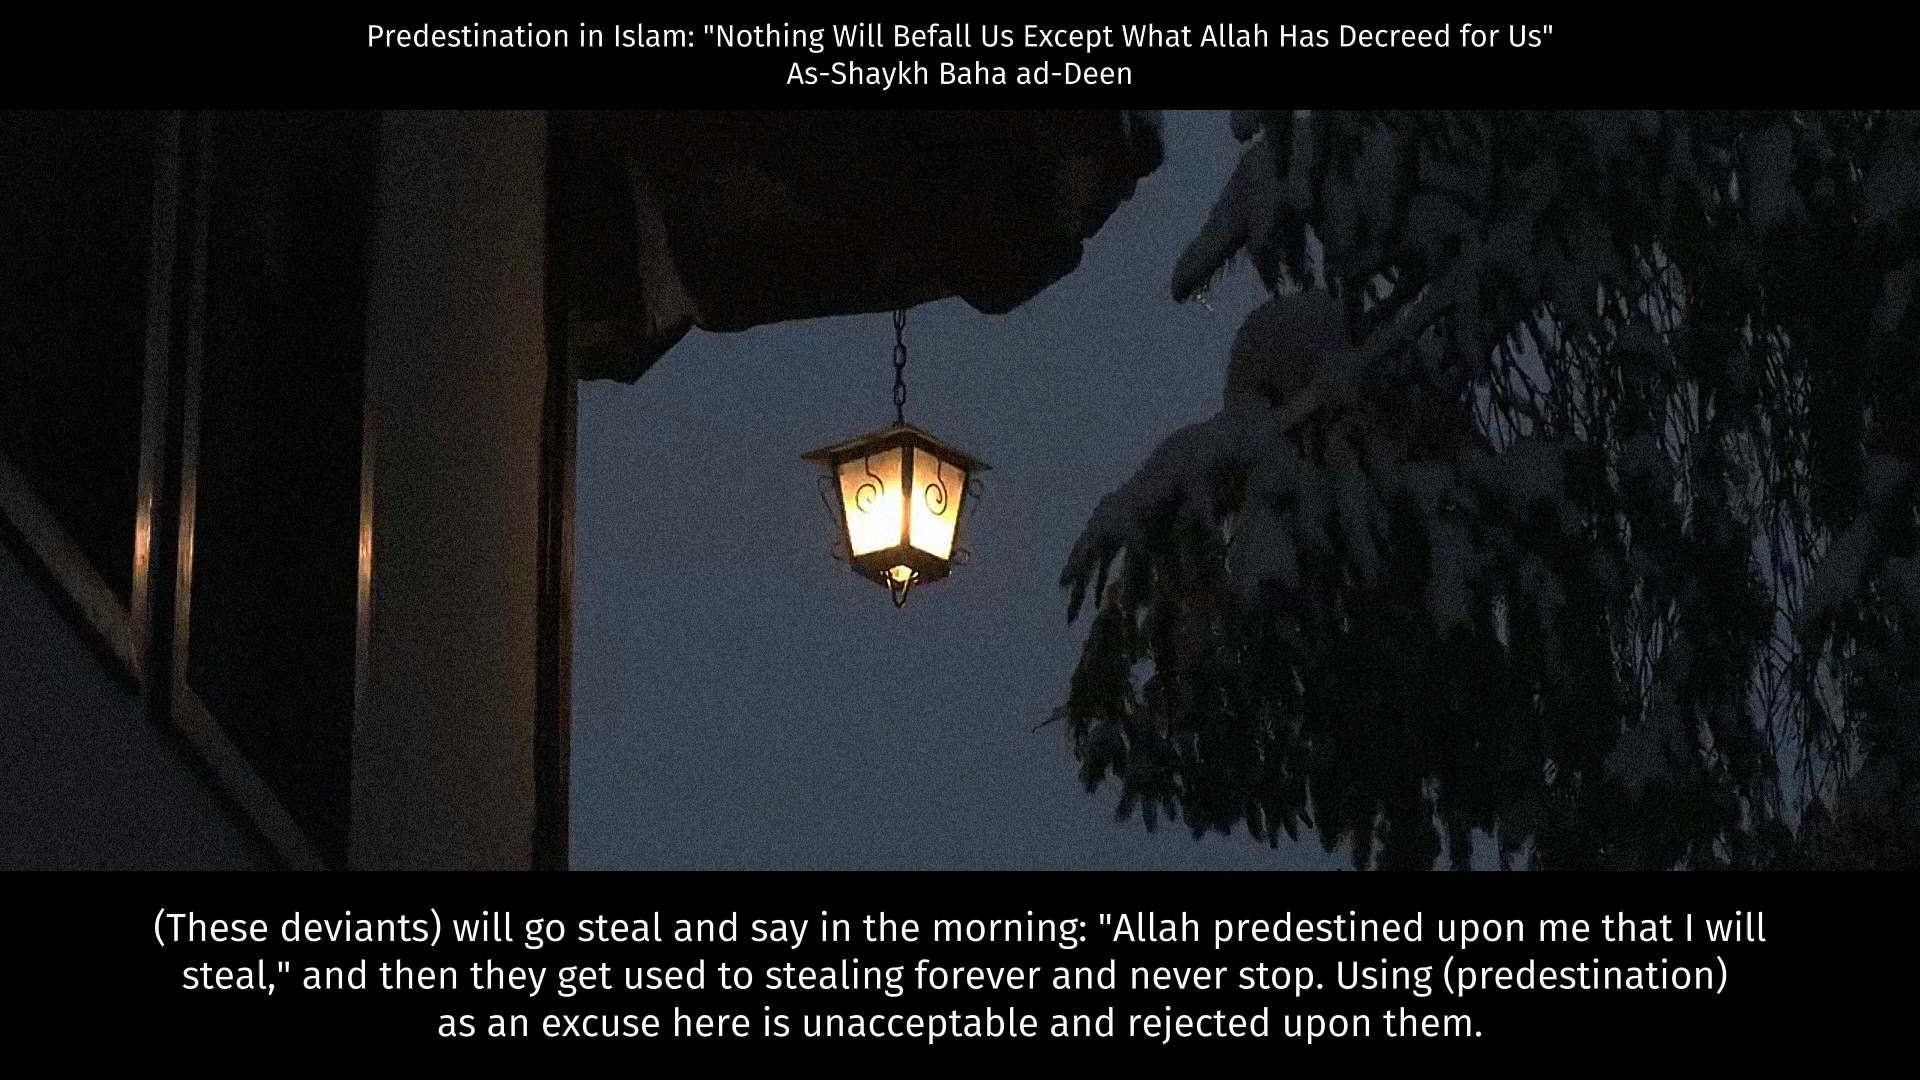 Predestination in Islam: "Nothing Will Befall Us Except What Allah Has Decreed for Us"
As-Shaykh Baha ad-Deen
(These deviants) will go steal and say in the morning: "Allah predestined upon me that I will
steal," and then they get used to stealing forever and never stop. Using (predestination)
as an excuse here is unacceptable and rejected upon them.